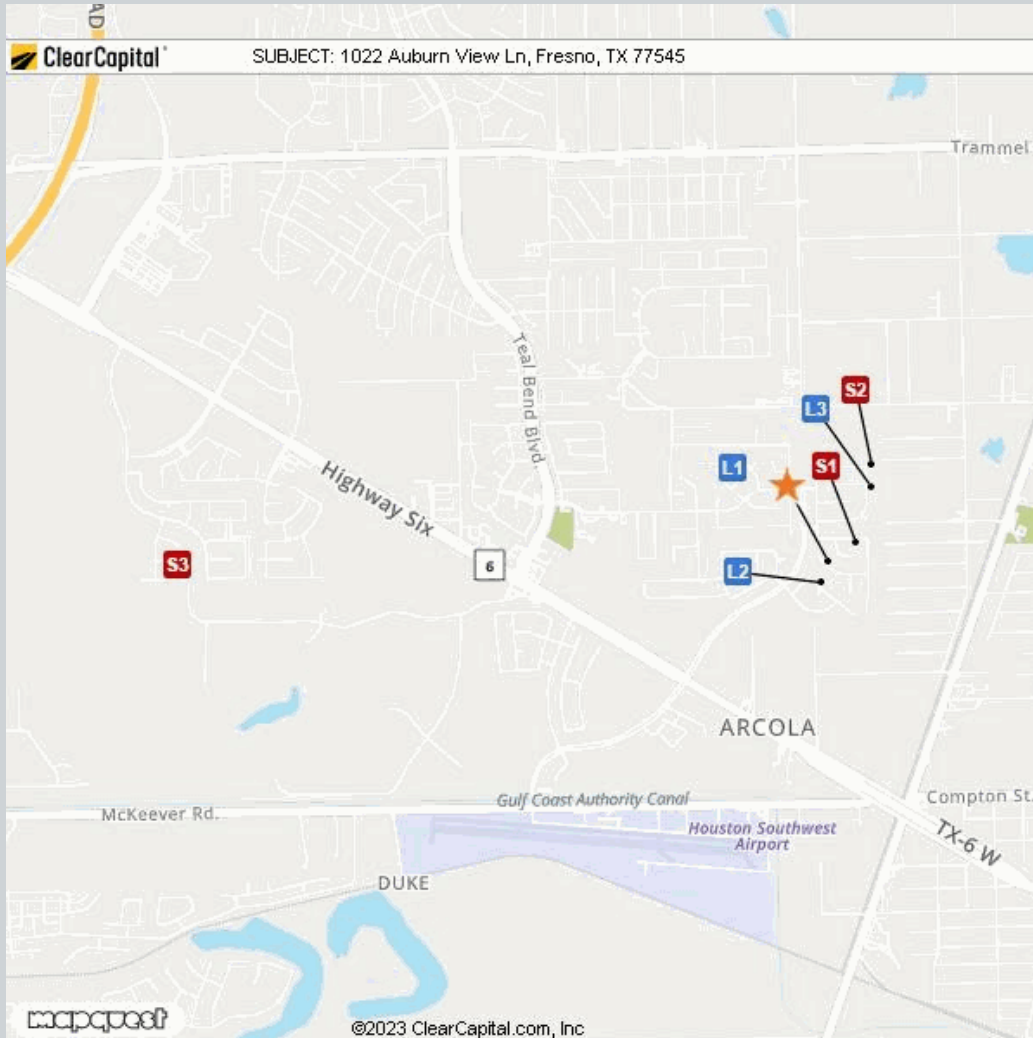 AD
ClearCapital
SUBJECT: 1022 Auburn View Ln, Fresno, TX 77545
Trammel
Teal Bend Blvd.
S2
L3
L1
S1
Highway Six
S3
6
L2
ARCOLA
Gulf Coast Authority Canal
Compton St.
McKeever Rd.
Houston Southwest
Airport
TX-6 W
DUKE
mapquest
©2023 ClearCapital.com, Inc